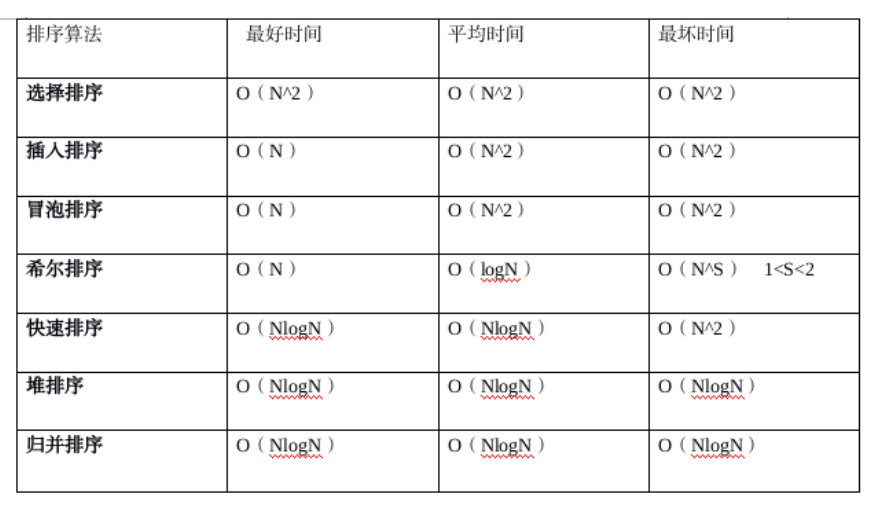 排序算法 最好时间 平均时间 最坏时间
选择排序 O（N^2） O（N^2） O（N^2）
插入排序 O（N） O（N^2） O（N^2）
冒泡排序 O（N） O（N^2） O（N^2）
希尔排序 O（N） O（logN） O（N^S） 1<S<2
快速排序 O（NlogN） O（NlogN） O（N^2）
堆排序 O（NlogN） O（NlogN） O（NlogN）
归并排序 O（NlogN） O（NlogN） O（NlogN）